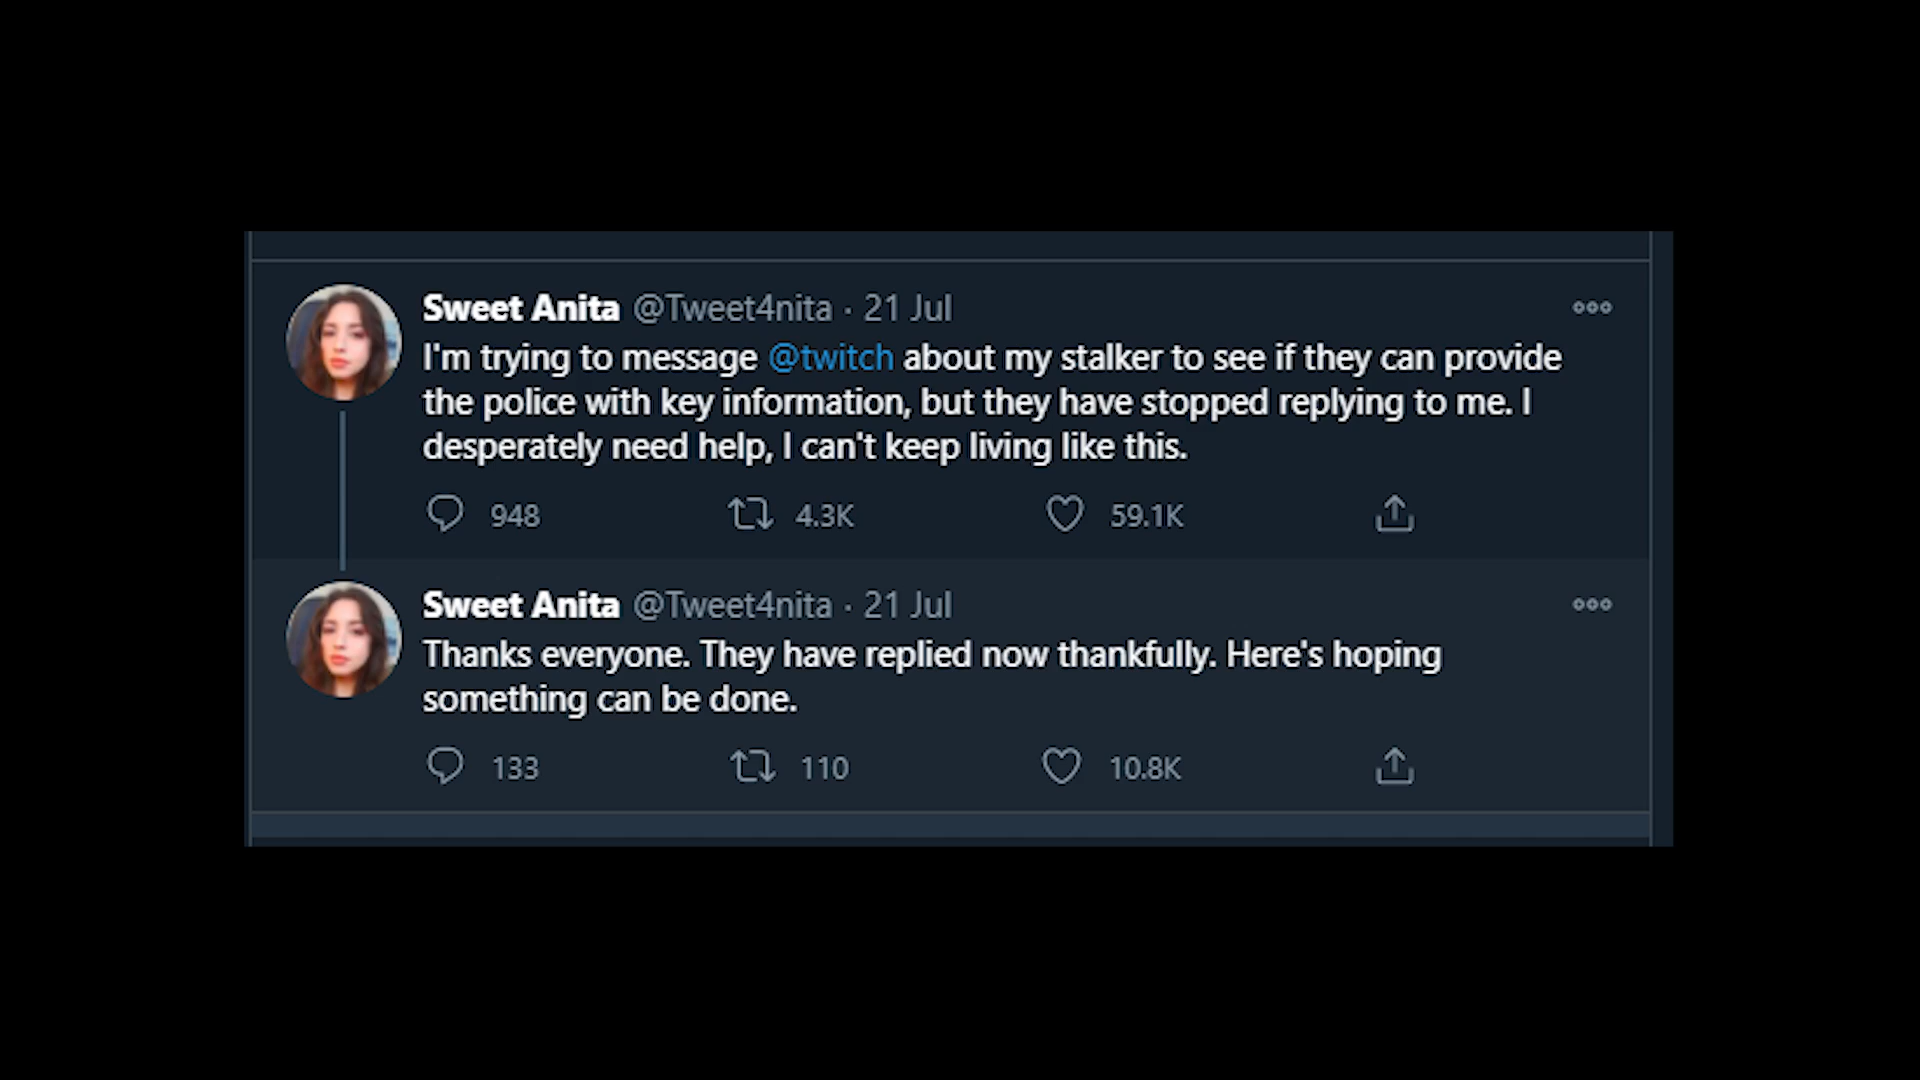 Sweet Anita @Tweet4nita · 21 Jul
I'm trying to message @twitch about my stalker to see if they can provide
the police with key information, but they have stopped replying to me. I
desperately need help, I can't keep living like this.
948 4.3K 59.1K
Sweet Anita @Tweet4nita · 21 Jul
Thanks everyone. They have replied now thankfully. Here's hoping
something can be done.
133 110 10.8K